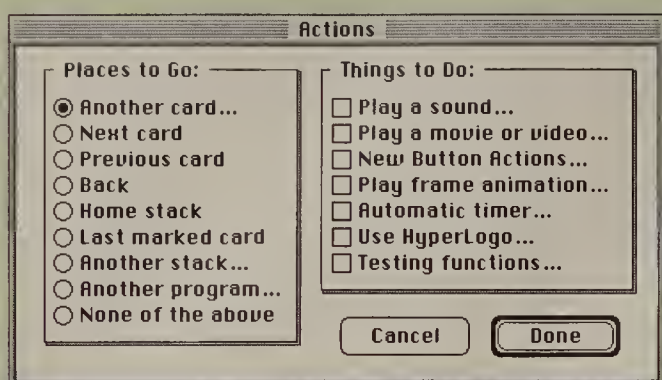 Actions
Places to Go:
Another card...
Next card
Previous card
Back
Home stack
Last marked card
Another stack...
Another program...
None of the above
Things to Do:
Play a sound...
Play a movie or video...
New Button Actions...
Play frame animation...
Automatic timer...
Use HyperLogo...
Testing functions...
Cancel
Done